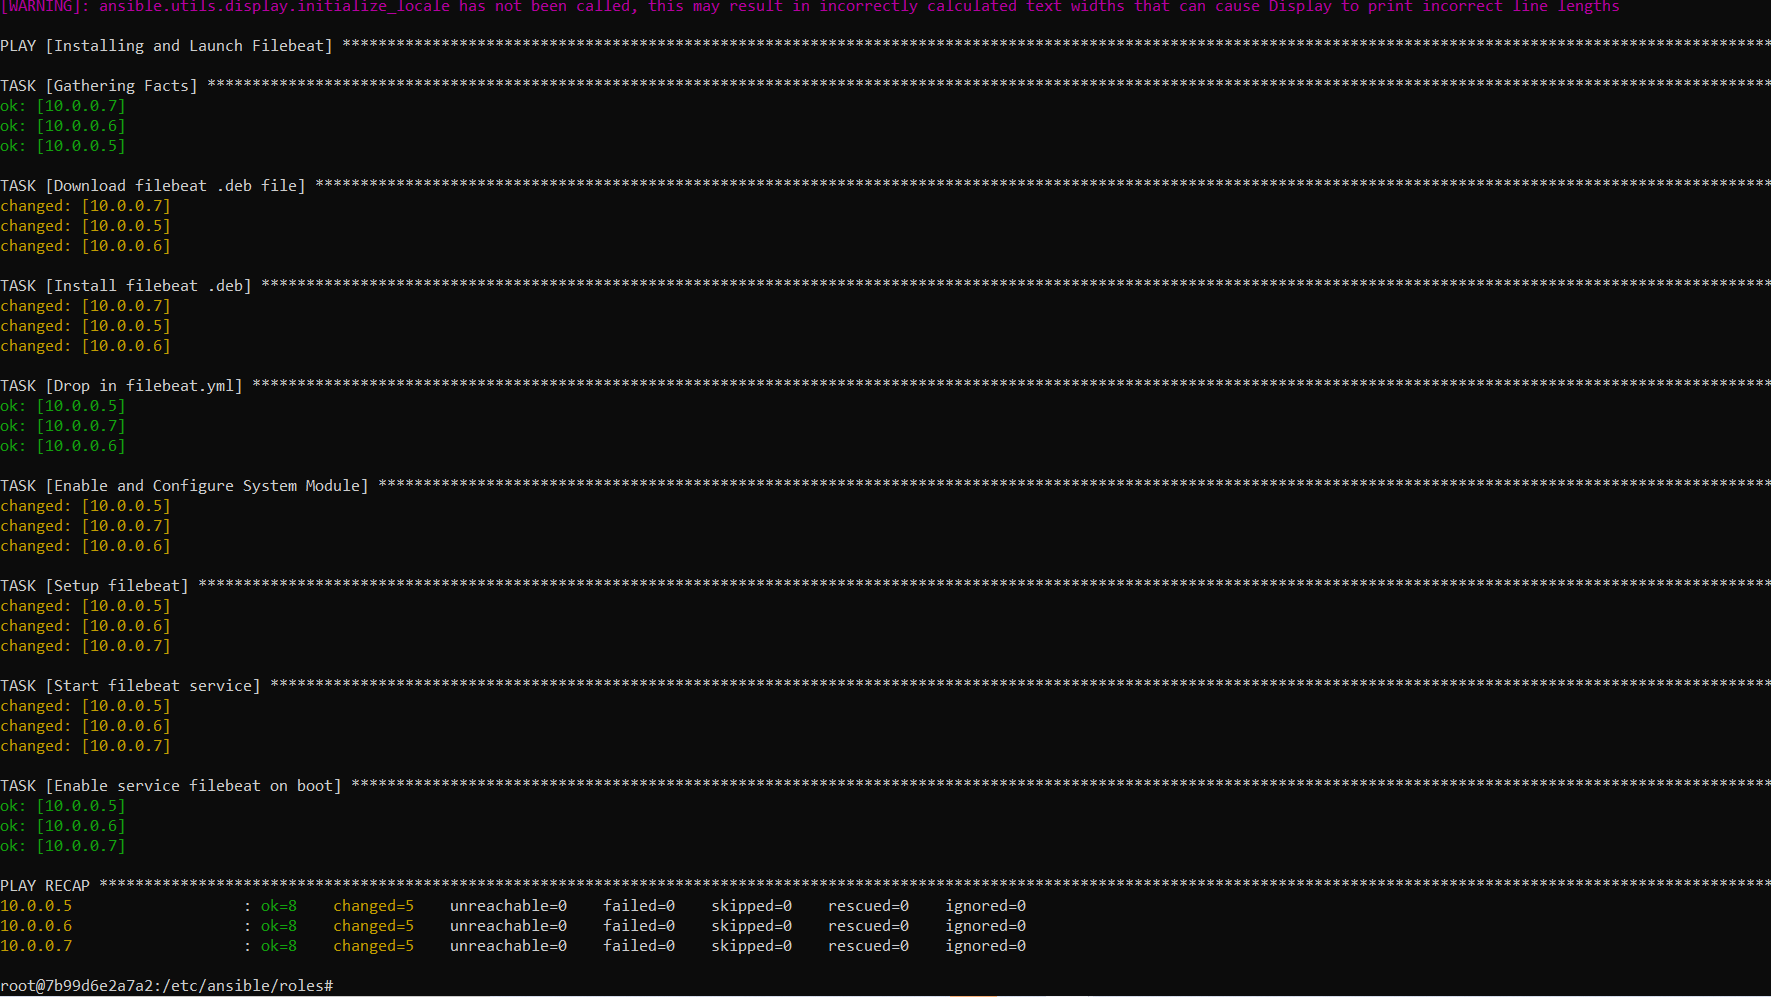 [WARNING]: ansible.utils.display.initialize_locale has not been called, this may result in incorrectly calculated text widths that can cause Display to print incorrect line lengths
PLAY [Installing and Launch Filebeat] ***************************************************************************************************************************************************************
TASK [Gathering Facts] ******************************************************************************************************************************************************************************
ok: [10.0.0.7]
ok: [10.0.0.6]
ok: [10.0.0.5]
TASK [Download filebeat .deb file] ******************************************************************************************************************************************************************
changed: [10.0.0.7]
changed: [10.0.0.5]
changed: [10.0.0.6]
TASK [Install filebeat .deb] ************************************************************************************************************************************************************************
changed: [10.0.0.7]
changed: [10.0.0.5]
changed: [10.0.0.6]
TASK [Drop in filebeat.yml] *************************************************************************************************************************************************************************
ok: [10.0.0.5]
ok: [10.0.0.7]
ok: [10.0.0.6]
TASK [Enable and Configure System Module] ***********************************************************************************************************************************************************
changed: [10.0.0.5]
changed: [10.0.0.7]
changed: [10.0.0.6]
TASK [Setup filebeat] *******************************************************************************************************************************************************************************
changed: [10.0.0.5]
changed: [10.0.0.6]
changed: [10.0.0.7]
TASK [Start filebeat service] ***********************************************************************************************************************************************************************
changed: [10.0.0.5]
changed: [10.0.0.6]
changed: [10.0.0.7]
TASK [Enable service filebeat on boot] **************************************************************************************************************************************************************
ok: [10.0.0.5]
ok: [10.0.0.6]
ok: [10.0.0.7]
PLAY RECAP ******************************************************************************************************************************************************************************************
10.0.0.5                   : ok=8    changed=5    unreachable=0    failed=0    skipped=0    rescued=0    ignored=0
10.0.0.6                   : ok=8    changed=5    unreachable=0    failed=0    skipped=0    rescued=0    ignored=0
10.0.0.7                   : ok=8    changed=5    unreachable=0    failed=0    skipped=0    rescued=0    ignored=0
root@7b99d6e2a7a2:/etc/ansible/roles#